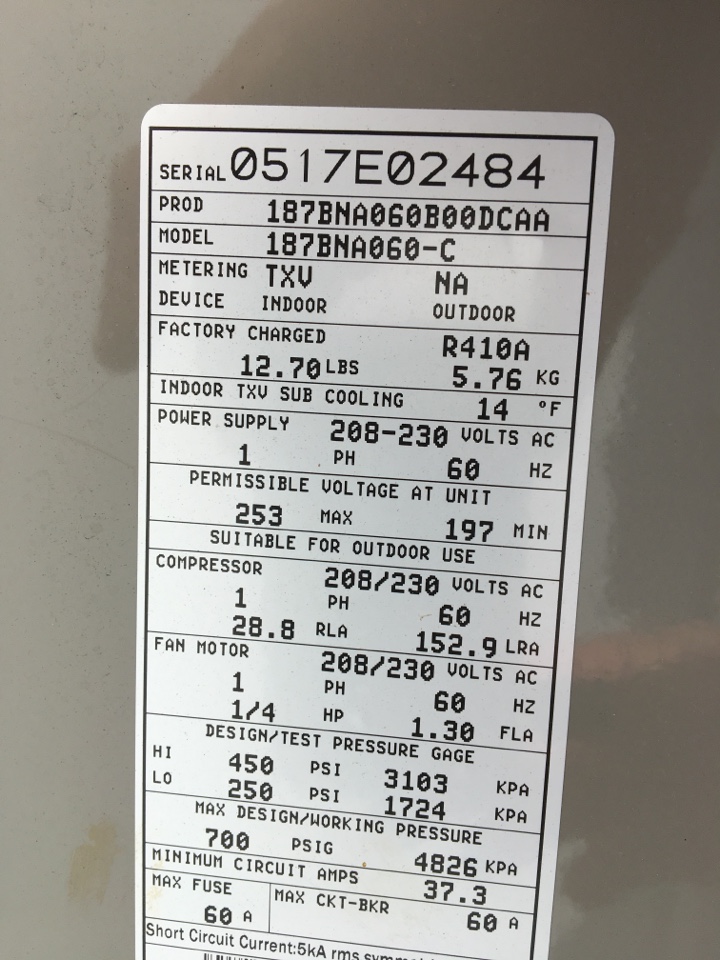 SERIAL 0517E02484
PROD 187BNA060B00DCAA
MODEL 187BNA060-C
METERING TXV NA
DEVICE INDOOR OUTDOOR
FACTORY CHARGED R410A
12.70 LBS 5.76 KG
INDOOR TXV SUB COOLING 14 °F
POWER SUPPLY 208-230 VOLTS AC
1 PH 60 HZ
PERMISSIBLE VOLTAGE AT UNIT
253 MAX 197 MIN
SUITABLE FOR OUTDOOR USE
COMPRESSOR 208/230 VOLTS AC
1 PH 60 HZ
28.8 RLA 152.9 LRA
FAN MOTOR 208/230 VOLTS AC
1 PH 60 HZ
1/4 HP 1.30 FLA
DESIGN/TEST PRESSURE GAGE
HI 450 PSI 3103 KPA
LO 250 PSI 1724 KPA
MAX DESIGN/WORKING PRESSURE
700 PSIG 4826 KPA
MINIMUM CIRCUIT AMPS 37.3
MAX FUSE MAX CKT-BKR
60 A 60 A
Short Circuit Current:5kA rms